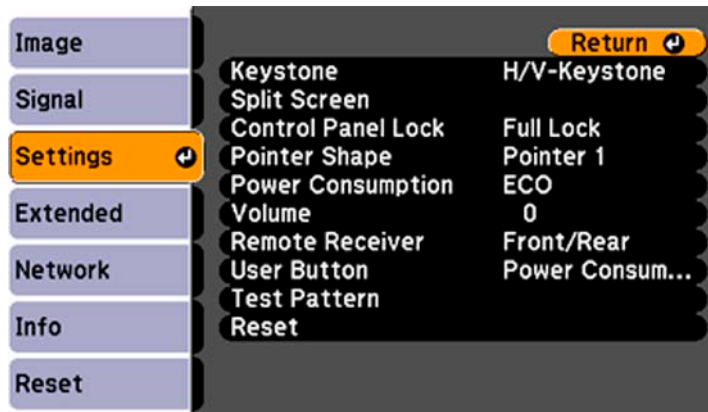 Image
Signal
Settings
Extended
Network
Info
Reset
Return
Keystone H/V-Keystone
Split Screen
Control Panel Lock Full Lock
Pointer Shape Pointer 1
Power Consumption ECO
Volume 0
Remote Receiver Front/Rear
User Button Power Consum...
Test Pattern
Reset